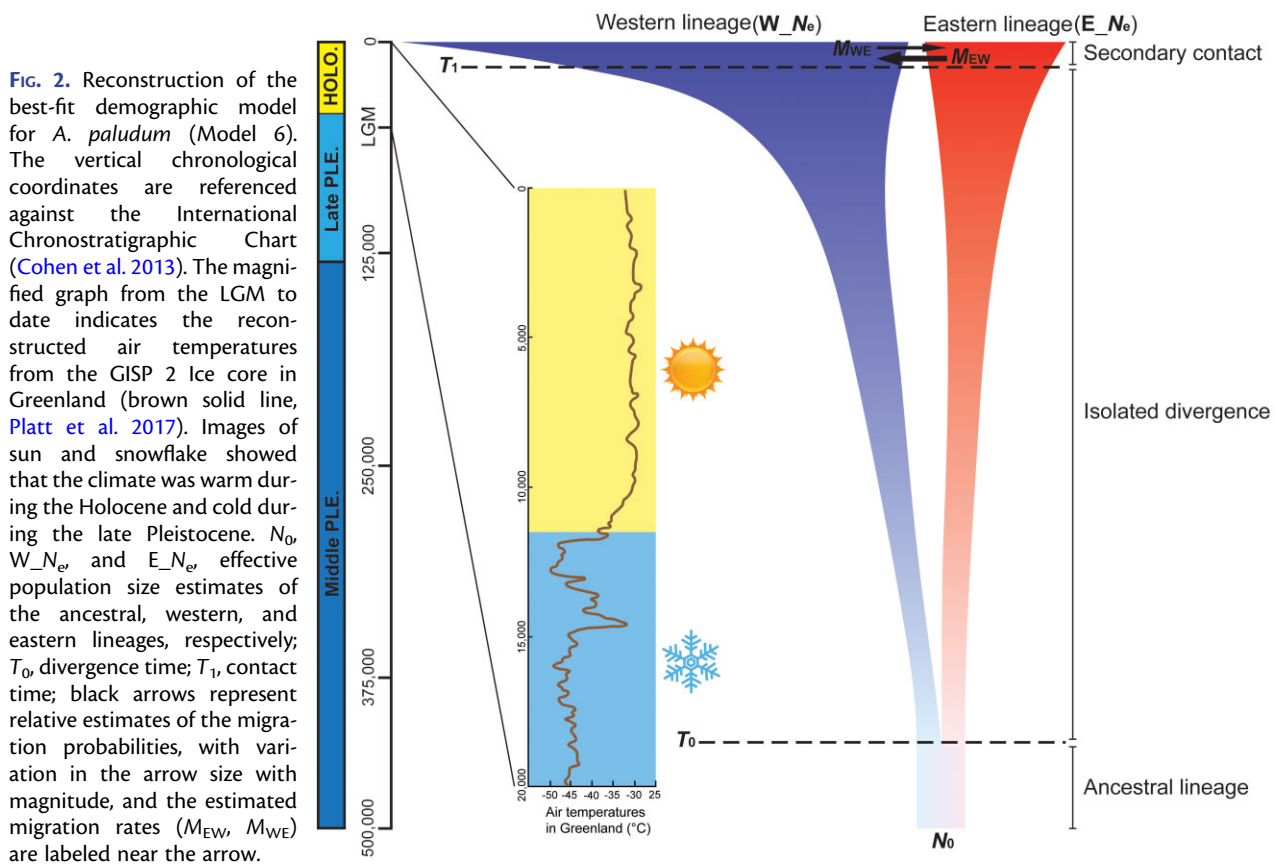 FIG. 2. Reconstruction of the
best-fit demographic model
for A. paludum (Model 6).
The vertical chronological
coordinates are referenced
against the International
Chronostratigraphic Chart
(Cohen et al. 2013). The magni-
fied graph from the LGM to
date indicates the recon-
structed air temperatures
from the GISP 2 Ice core in
Greenland (brown solid line,
Platt et al. 2017). Images of
sun and snowflake showed
that the climate was warm dur-
ing the Holocene and cold dur-
ing the late Pleistocene. N0,
W_Ne, and E_Ne, effective
population size estimates of
the ancestral, western, and
eastern lineages, respectively;
T0, divergence time; T1, contact
time; black arrows represent
relative estimates of the migra-
tion probabilities, with vari-
ation in the arrow size with
magnitude, and the estimated
migration rates (MEW, MWE)
are labeled near the arrow.
HOLO.
Late PLE.
Middle PLE.
0
LGM
125,000
250,000
375,000
500,000
Western lineage(W_Ne)
Eastern lineage(E_Ne)
MWE
MEW
T1
T0
N0
0
5,000
10,000
15,000
20,000
-50 -45 -40 -35 -30 25
Air temperatures
in Greenland (°C)
Secondary contact
Isolated divergence
Ancestral lineage